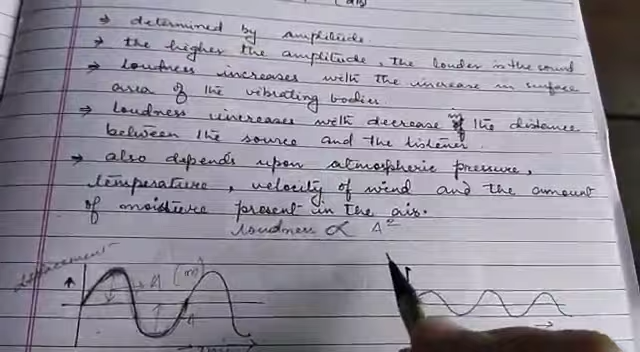 (dB)
→ determined by amplitude.
→ the higher the amplitude, the louder is the sound
→ loudness increases with the increase in surface
area of the vibrating bodies
→ loudness increases with decrease in the distance
between the source and the listener.
→ also depends upon atmospheric pressure,
temperature, velocity of wind and the amount
of moisture present in the air.
loudness ∝ A²
displacement
A (m)
A
→ time